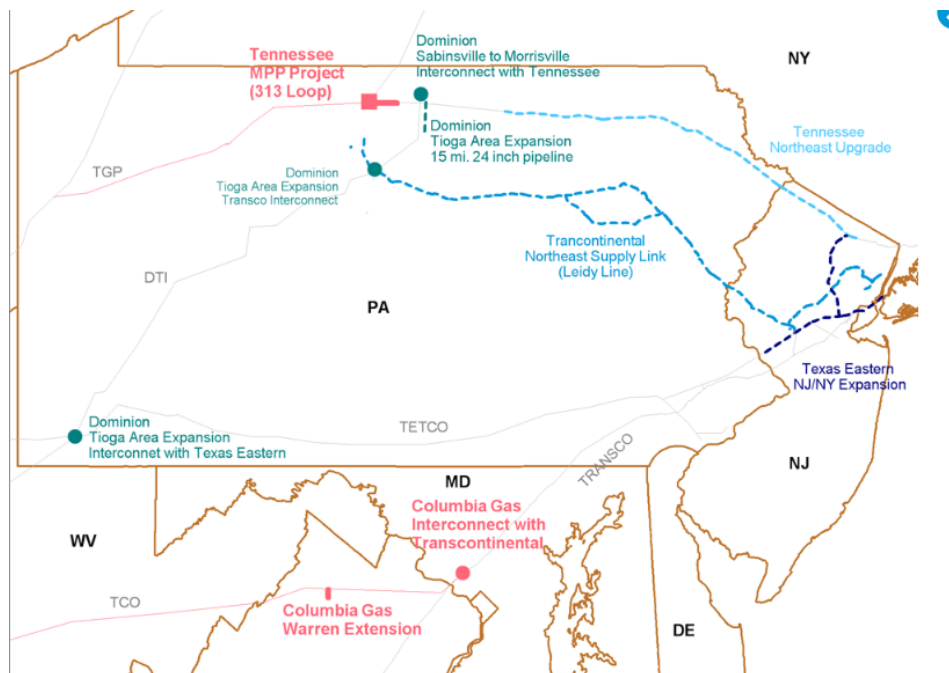 Dominion
Sabinsville to Morrisville
Interconnect with Tennessee
NY
Tennessee
MPP Project
(313 Loop)
Dominion
Tioga Area Expansion
15 mi. 24 inch pipeline
Tennessee
Northeast Upgrade
TGP
Dominion
Tioga Area Expansion
Transco Interconnect
Trancontinental
Northeast Supply Link
(Leidy Line)
DTI
PA
Texas Eastern
NJ/NY Expansion
Dominion
Tioga Area Expansion
Interconnet with Texas Eastern
TETCO
TRANSCO
NJ
MD
Columbia Gas
Interconnect with
Transcontinental
WV
TCO
Columbia Gas
Warren Extension
DE